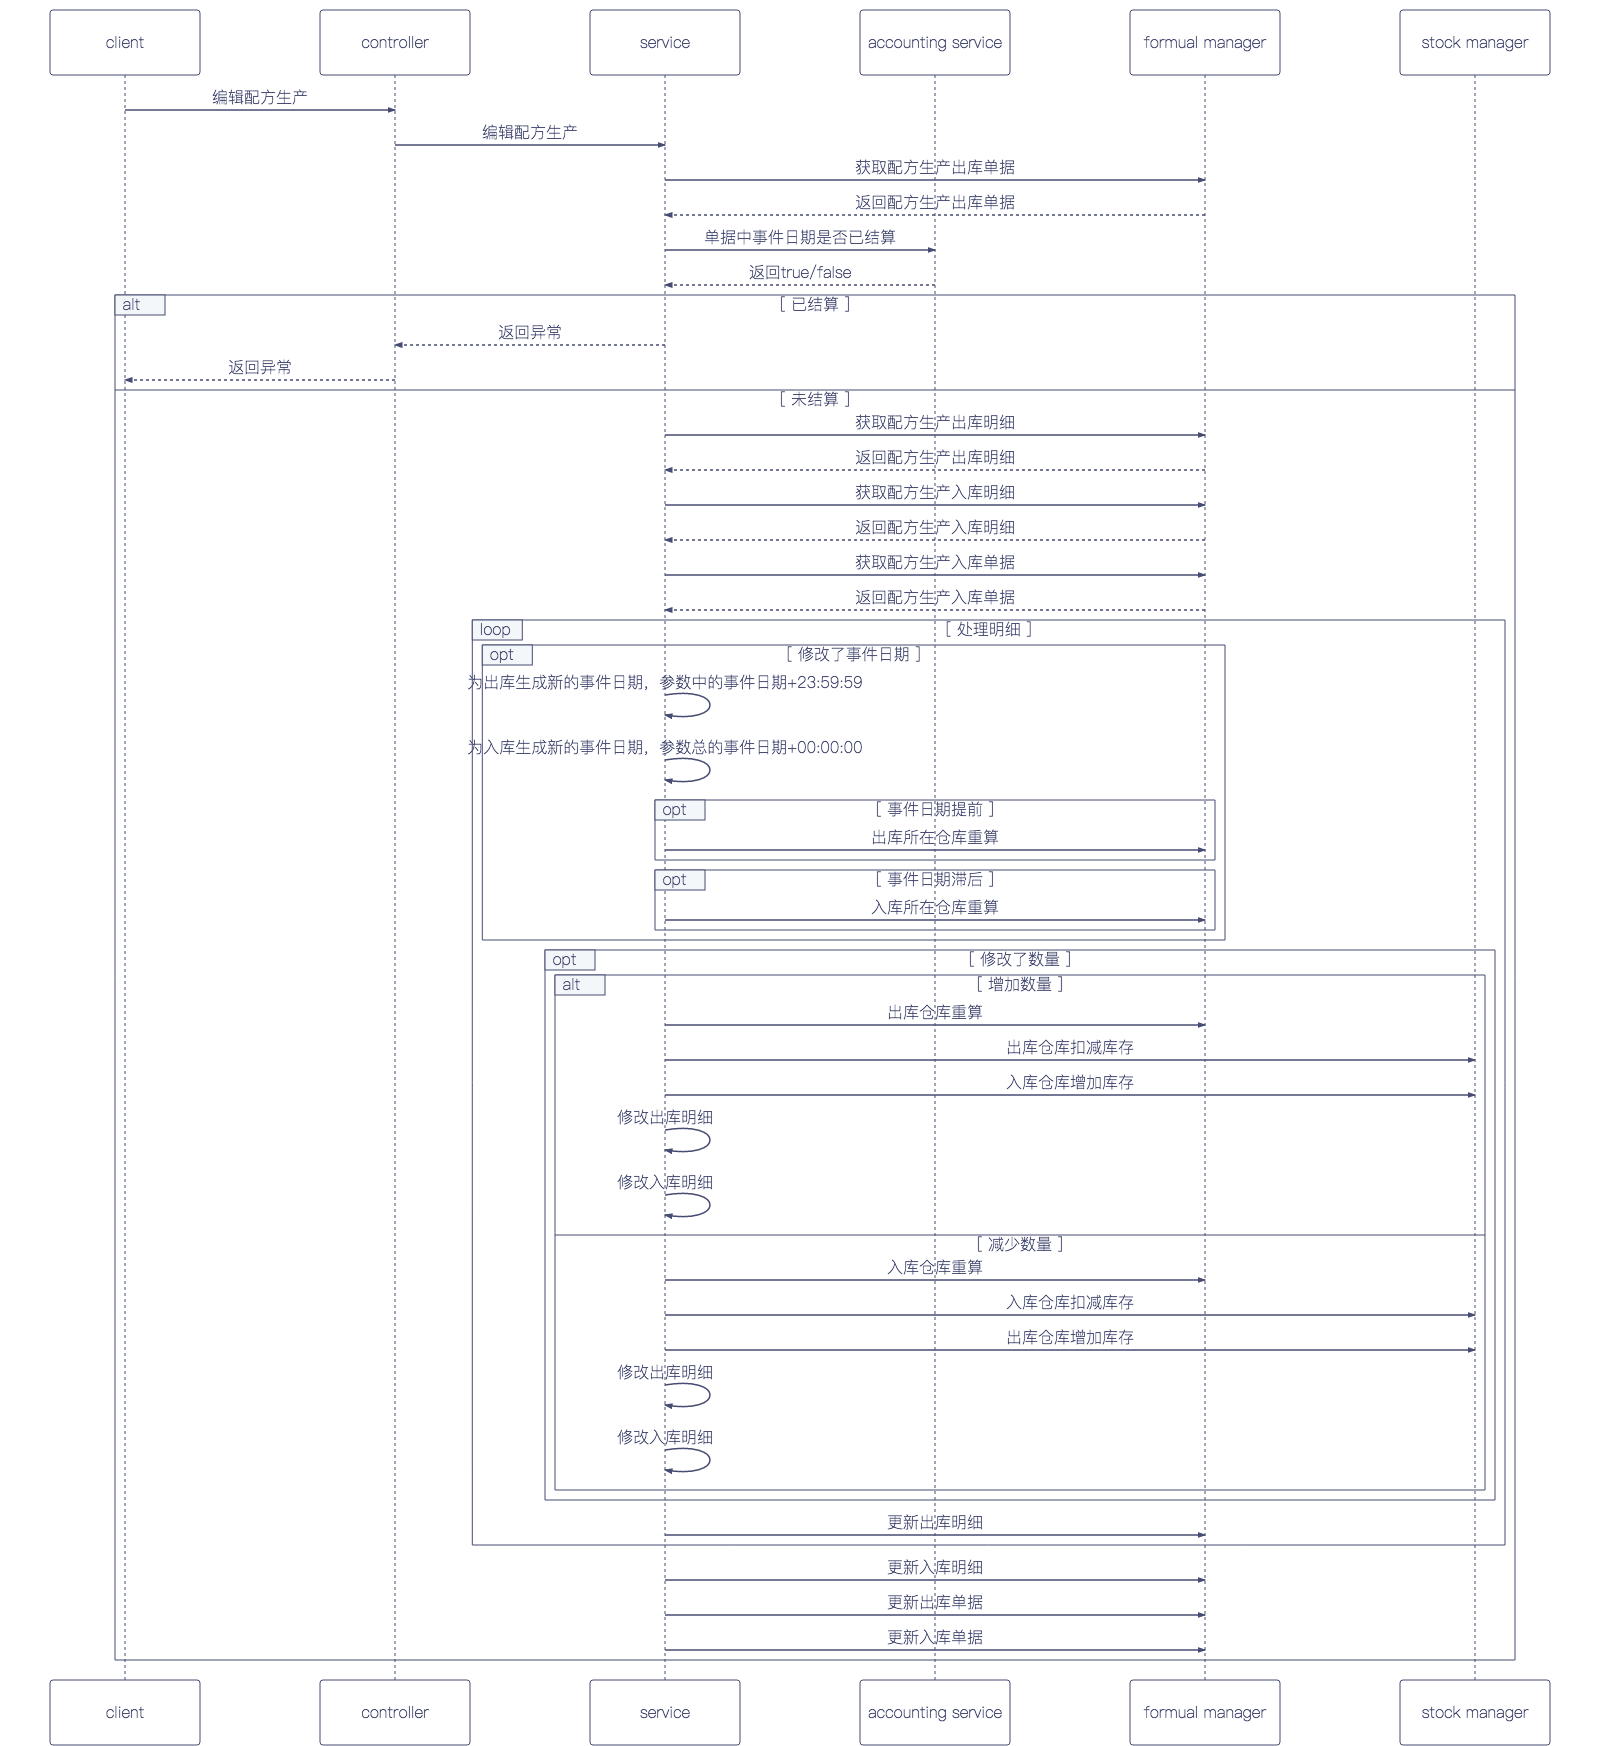 client
controller
service
accounting service
formual manager
stock manager
编辑配方生产
编辑配方生产
获取配方生产出库单据
返回配方生产出库单据
单据中事件日期是否已结算
返回true/false
alt
[ 已结算 ]
返回异常
返回异常
[ 未结算 ]
获取配方生产出库明细
返回配方生产出库明细
获取配方生产入库明细
返回配方生产入库明细
获取配方生产入库单据
返回配方生产入库单据
loop
[ 处理明细 ]
opt
[ 修改了事件日期 ]
为出库生成新的事件日期，参数中的事件日期+23:59:59
为入库生成新的事件日期，参数总的事件日期+00:00:00
opt
[ 事件日期提前 ]
出库所在仓库重算
opt
[ 事件日期滞后 ]
入库所在仓库重算
opt
[ 修改了数量 ]
alt
[ 增加数量 ]
出库仓库重算
出库仓库扣减库存
入库仓库增加库存
修改出库明细
修改入库明细
[ 减少数量 ]
入库仓库重算
入库仓库扣减库存
出库仓库增加库存
修改出库明细
修改入库明细
更新出库明细
更新入库明细
更新出库单据
更新入库单据
client
controller
service
accounting service
formual manager
stock manager